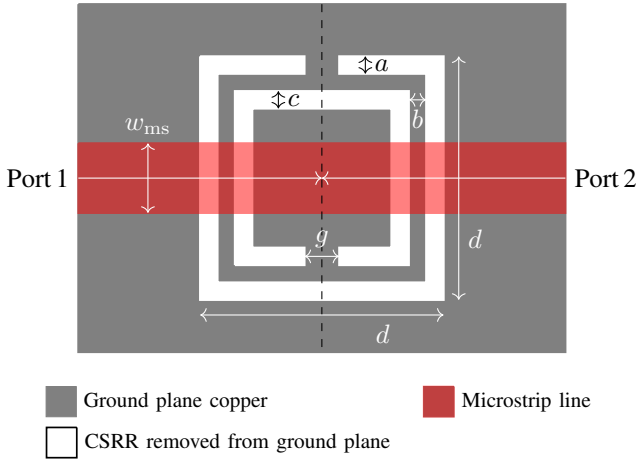 a
c
b
w_ms
Port 1
Port 2
g
d
d
Ground plane copper
Microstrip line
CSRR removed from ground plane